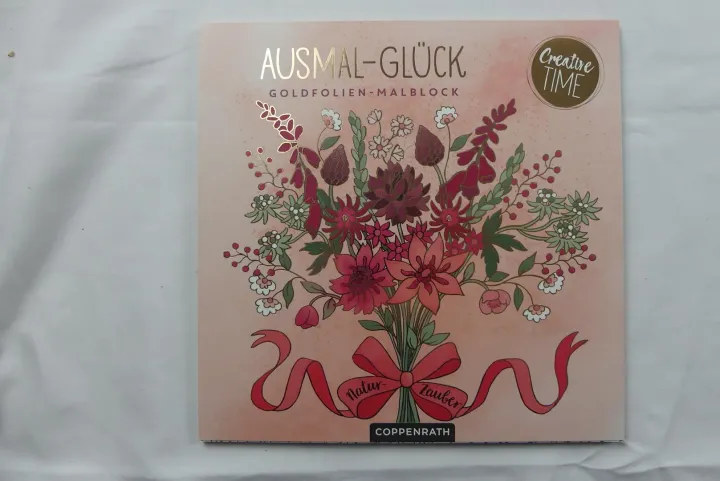 AUSMAL-GLÜCK
GOLDFOLIEN-MALBLOCK
Creative
TIME
Natur-
Zauber
COPPENRATH